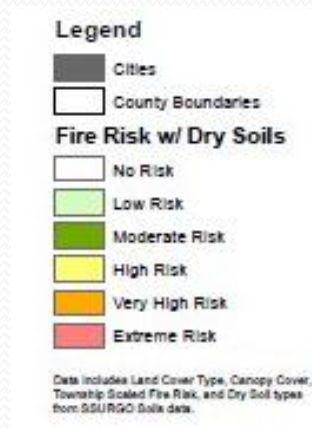 Legend
Cities
County Boundaries
Fire Risk w/ Dry Soils
No Risk
Low Risk
Moderate Risk
High Risk
Very High Risk
Extreme Risk
Data includes Land Cover Type, Canopy Cover,
Township Scaled Fire Risk, and Dry Soil types
from SSURGO Soils data.